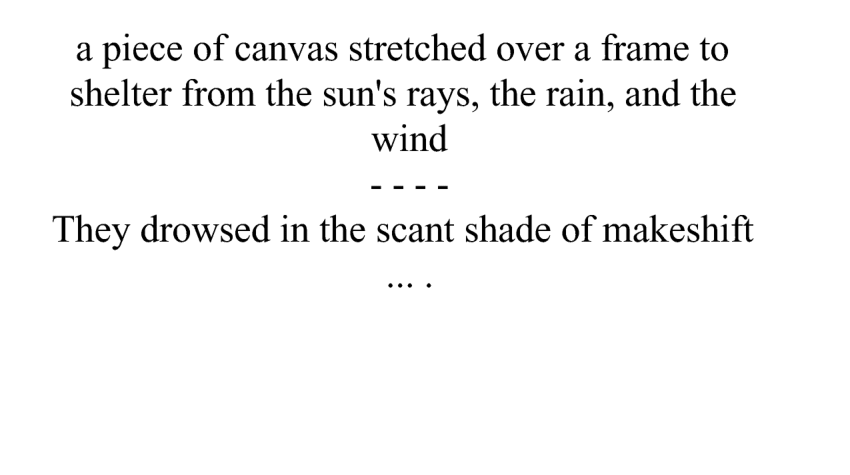 a piece of canvas stretched over a frame to
shelter from the sun's rays, the rain, and the
wind
- - - -
They drowsed in the scant shade of makeshift
... .